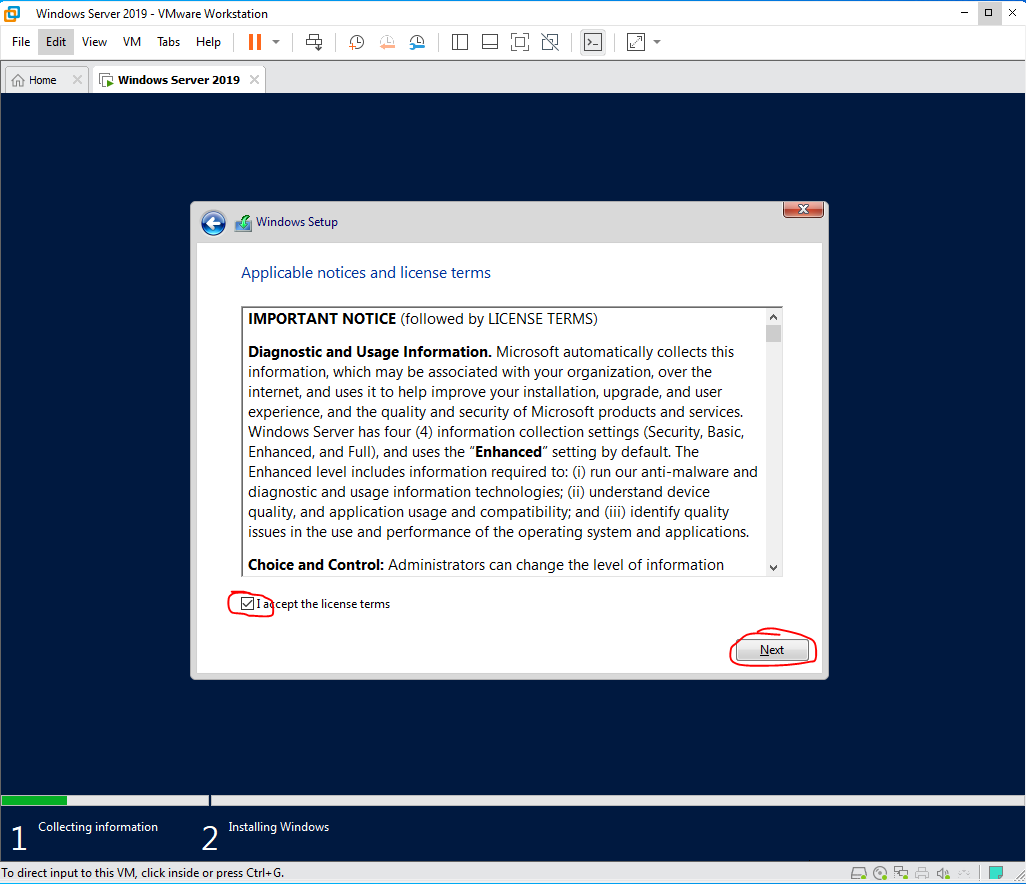 Windows Server 2019 - VMware Workstation
File Edit View VM Tabs Help
Home
Windows Server 2019
Windows Setup
Applicable notices and license terms
IMPORTANT NOTICE (followed by LICENSE TERMS)
Diagnostic and Usage Information. Microsoft automatically collects this
information, which may be associated with your organization, over the
internet, and uses it to help improve your installation, upgrade, and user
experience, and the quality and security of Microsoft products and services.
Windows Server has four (4) information collection settings (Security, Basic,
Enhanced, and Full), and uses the “Enhanced” setting by default. The
Enhanced level includes information required to: (i) run our anti-malware and
diagnostic and usage information technologies; (ii) understand device
quality, and application usage and compatibility; and (iii) identify quality
issues in the use and performance of the operating system and applications.
Choice and Control: Administrators can change the level of information
I accept the license terms
Next
1 Collecting information
2 Installing Windows
To direct input to this VM, click inside or press Ctrl+G.